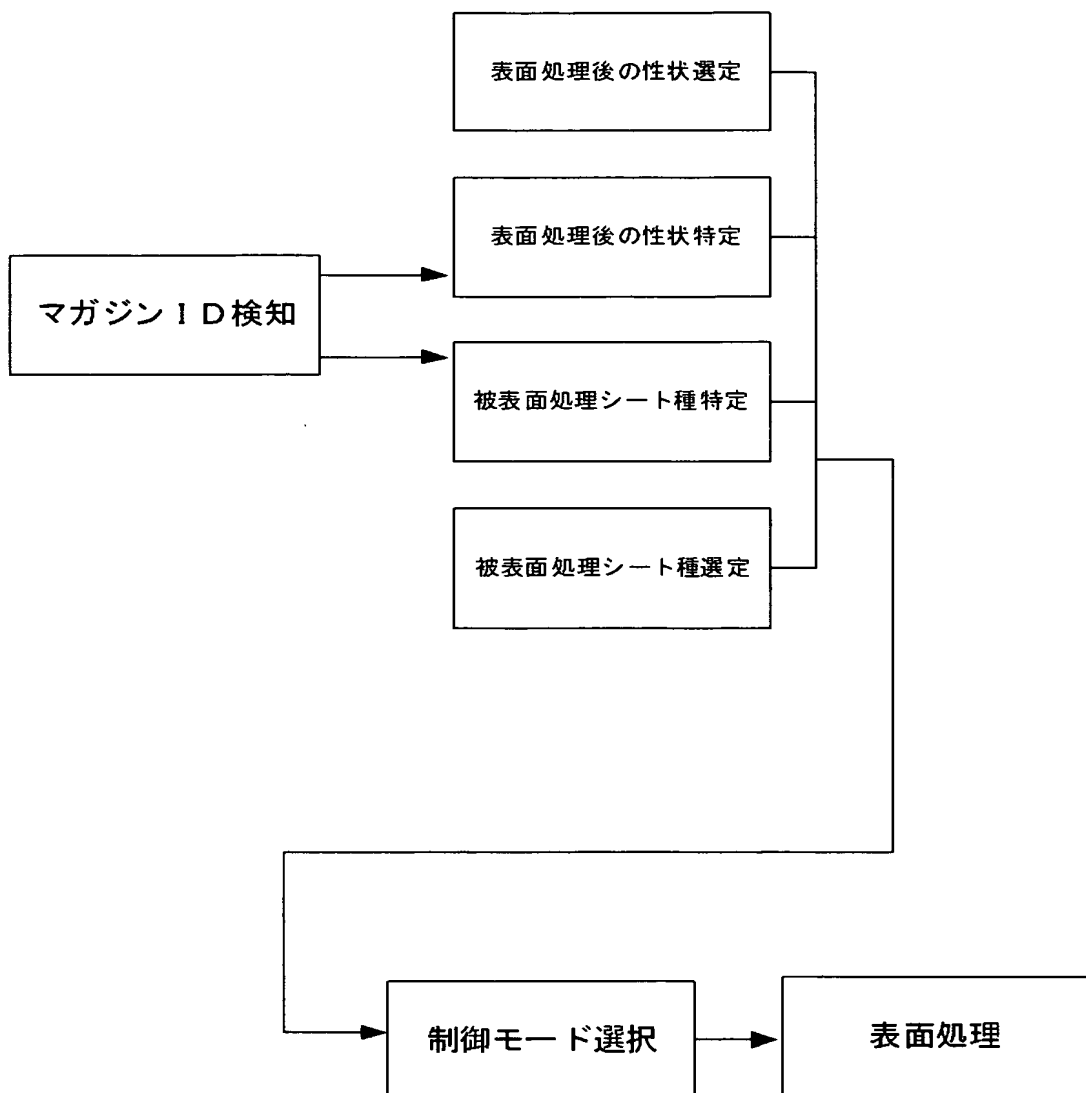 表面処理後の性状選定
表面処理後の性状特定
マガジンＩＤ検知
被表面処理シート種特定
被表面処理シート種選定
制御モード選択
表面処理